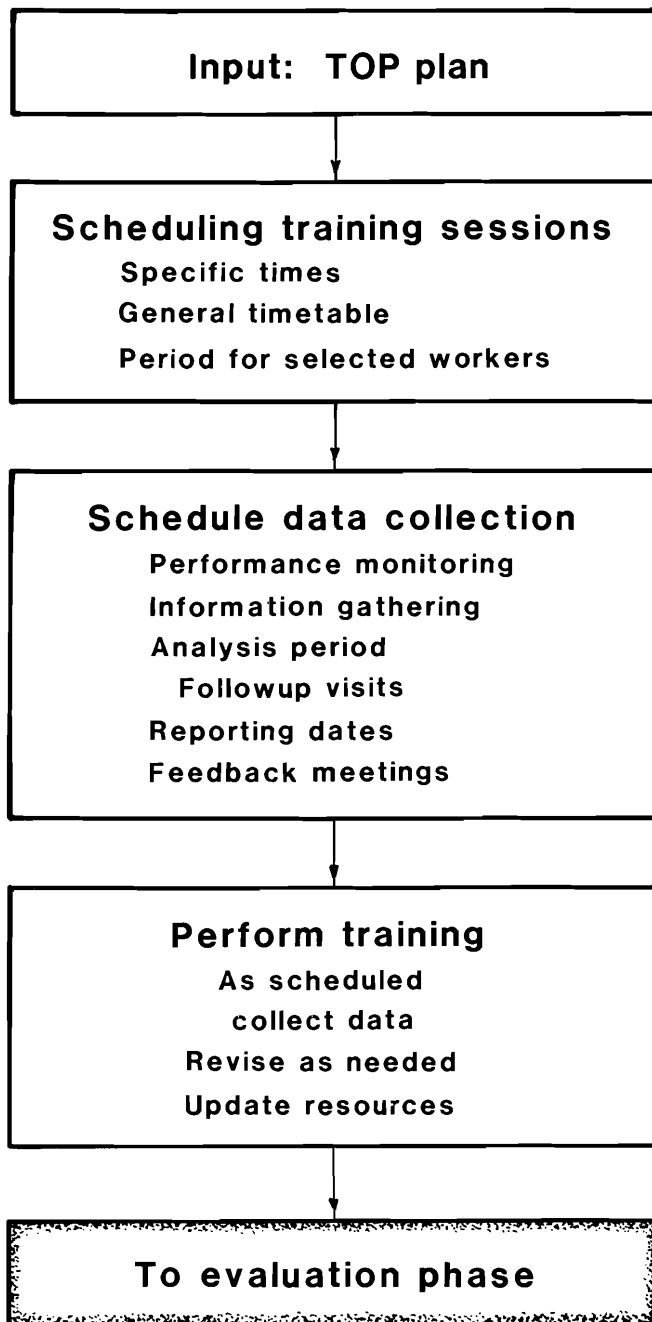 Input: TOP plan
Scheduling training sessions
Specific times
General timetable
Period for selected workers
Schedule data collection
Performance monitoring
Information gathering
Analysis period
Followup visits
Reporting dates
Feedback meetings
Perform training
As scheduled
collect data
Revise as needed
Update resources
To evaluation phase